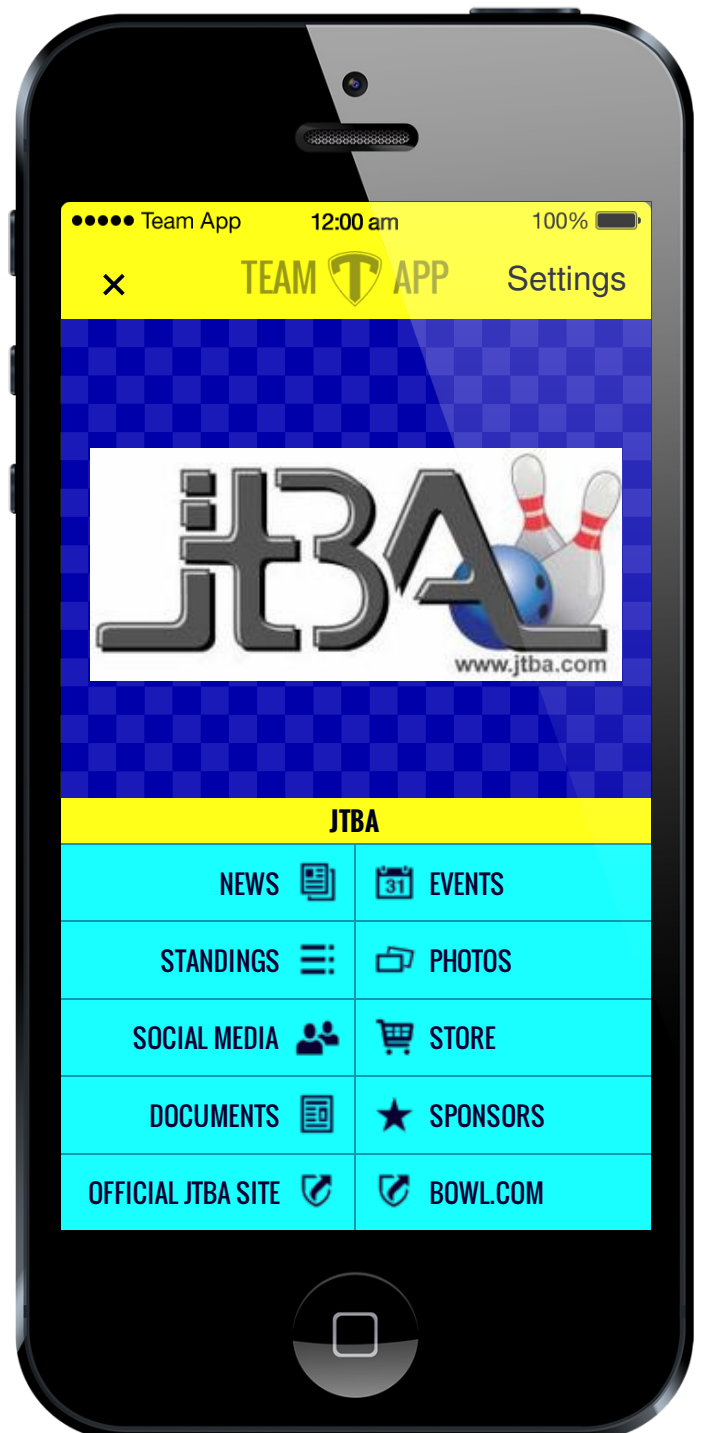 Team App 12:00 am 100%
× TEAM T APP Settings
JTBA
www.jtba.com
JTBA
NEWS 31 EVENTS
STANDINGS PHOTOS
SOCIAL MEDIA STORE
DOCUMENTS SPONSORS
OFFICIAL JTBA SITE BOWL.COM